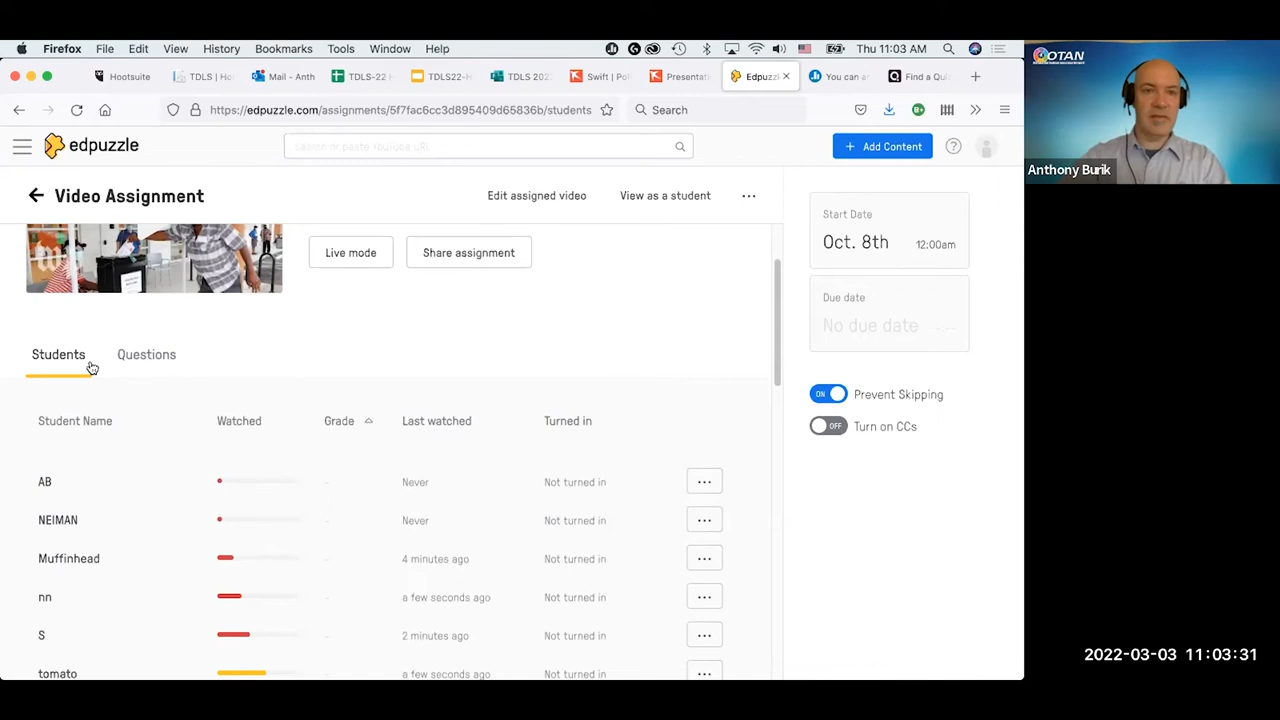 Firefox File Edit View History Bookmarks Tools Window Help Thu 11:03 AM
Hootsuite TDLS | Ho Mail - Anth TDLS-22 TDLS22-H TDLS 202 Swift | Pol Presentat Edpuzzl You can a Find a Qui
https://edpuzzle.com/assignments/5f7fac6cc3d895409d65836b/students Search
edpuzzle
Add Content
Video Assignment Edit assigned video View as a student
Live mode Share assignment
Students Questions
Student Name Watched Grade Last watched Turned in
AB - Never Not turned in
NEIMAN - Never Not turned in
Muffinhead - 4 minutes ago Not turned in
nn - a few seconds ago Not turned in
S - 2 minutes ago Not turned in
tomato a few seconds ago Not turned in
Start Date
Oct. 8th 12:00am
Due date
No due date --:--
ON Prevent Skipping
OFF Turn on CCs
OTAN
Anthony Burik
2022-03-03 11:03:31